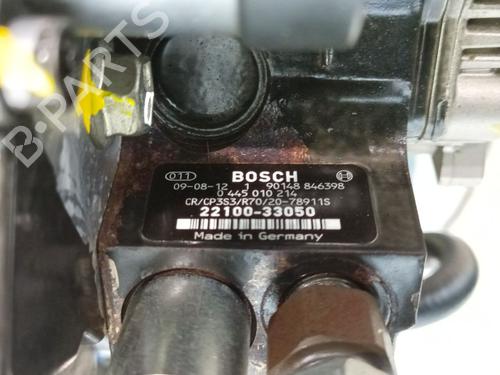 B-PARTS
011 BOSCH
09-08-12 1 90148 846398
0 445 010 214
CR/CP3S3/R70/20-78911S
22100-33050
Made in Germany